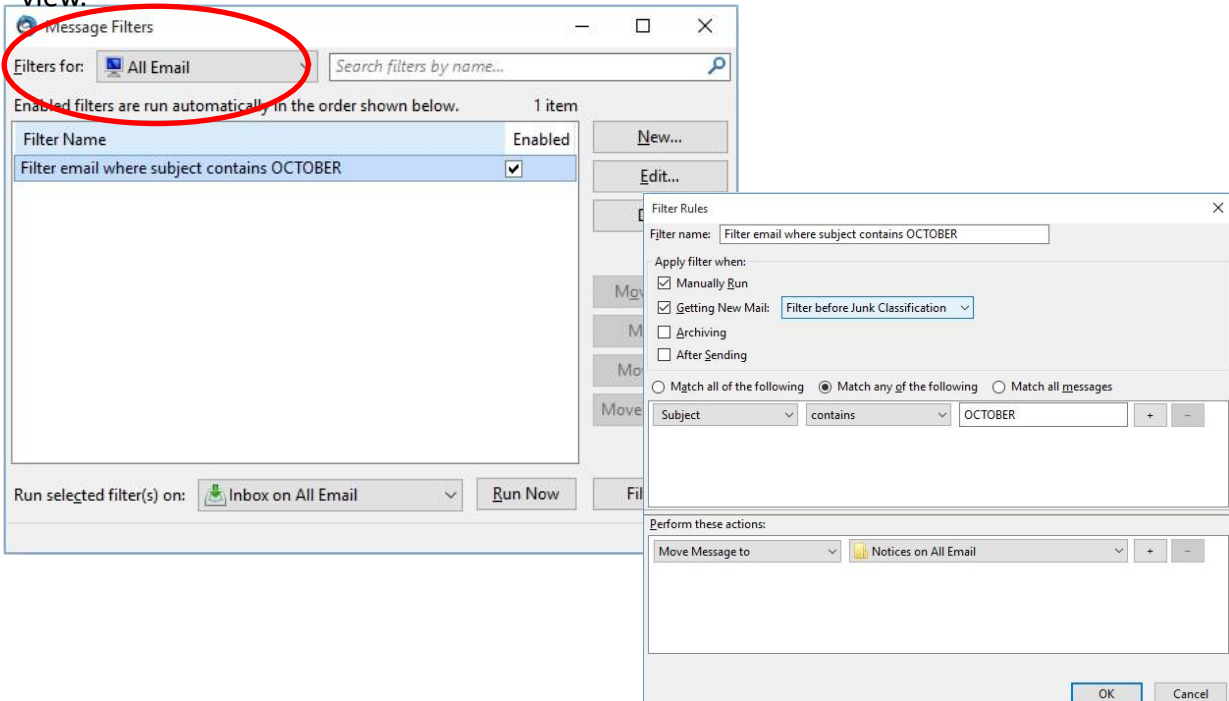 view.
Message Filters
Filters for: All Email Search filters by name...
Enabled filters are run automatically in the order shown below. 1 item
Filter Name Enabled
New...
Filter email where subject contains OCTOBER
Edit...
Run selected filter(s) on: Inbox on All Email Run Now
Filter Rules
Filter name: Filter email where subject contains OCTOBER
Apply filter when:
Manually Run
Getting New Mail: Filter before Junk Classification
Archiving
After Sending
Match all of the following Match any of the following Match all messages
Subject contains OCTOBER + -
Perform these actions:
Move Message to Notices on All Email + -
OK Cancel